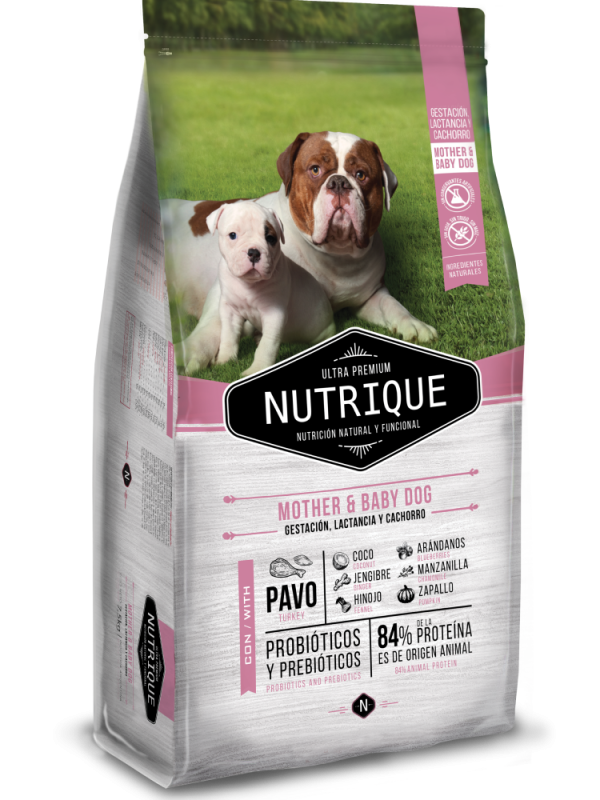 GESTACIÓN,
LACTANCIA Y
CACHORRO
MOTHER &
BABY DOG
INGREDIENTES
NATURALES
ULTRA PREMIUM
NUTRIQUE
NUTRICIÓN NATURAL Y FUNCIONAL
MOTHER & BABY DOG
GESTACIÓN, LACTANCIA Y CACHORRO
CON / WITH
PAVO
TURKEY
COCO
COCONUT
JENGIBRE
GINGER
HINOJO
FENNEL
ARÁNDANOS
BLUEBERRIES
MANZANILLA
CHAMOMILE
ZAPALLO
PUMPKIN
PROBIÓTICOS
Y PREBIÓTICOS
PROBIOTICS AND PREBIOTICS
84% DE LA PROTEÍNA
ES DE ORIGEN ANIMAL
84% ANIMAL PROTEIN
N
N
NUTRIQUE